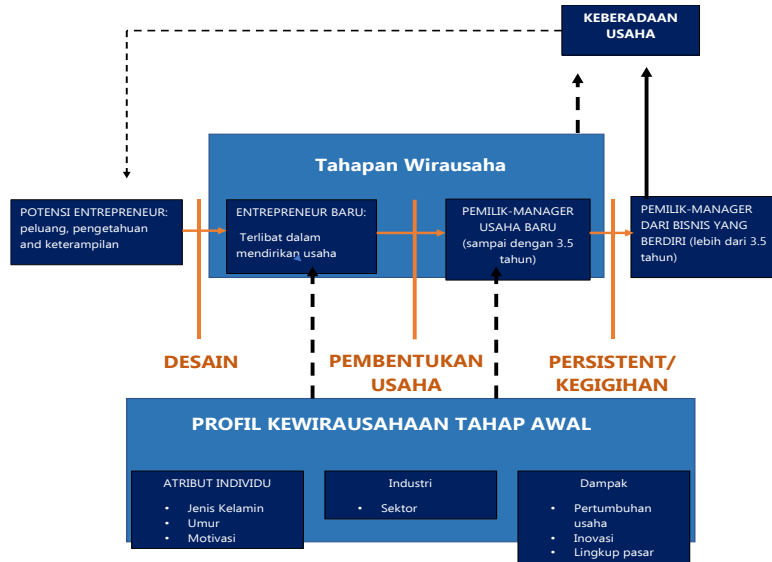 KEBERADAAN
USAHA
Tahapan Wirausaha
POTENSI ENTREPRENEUR:
peluang, pengetahuan
and keterampilan
ENTREPRENEUR BARU:
Terlibat dalam
mendirikan usaha
PEMILIK-MANAGER
USAHA BARU
(sampai dengan 3.5
tahun)
PEMILIK-MANAGER
DARI BISNIS YANG
BERDIRI (lebih dari 3.5
tahun)
DESAIN
PEMBENTUKAN
USAHA
PERSISTENT/
KEGIGIHAN
PROFIL KEWIRAUSAHAAN TAHAP AWAL
ATRIBUT INDIVIDU
• Jenis Kelamin
• Umur
• Motivasi
Industri
• Sektor
Dampak
• Pertumbuhan
usaha
• Inovasi
• Lingkup pasar